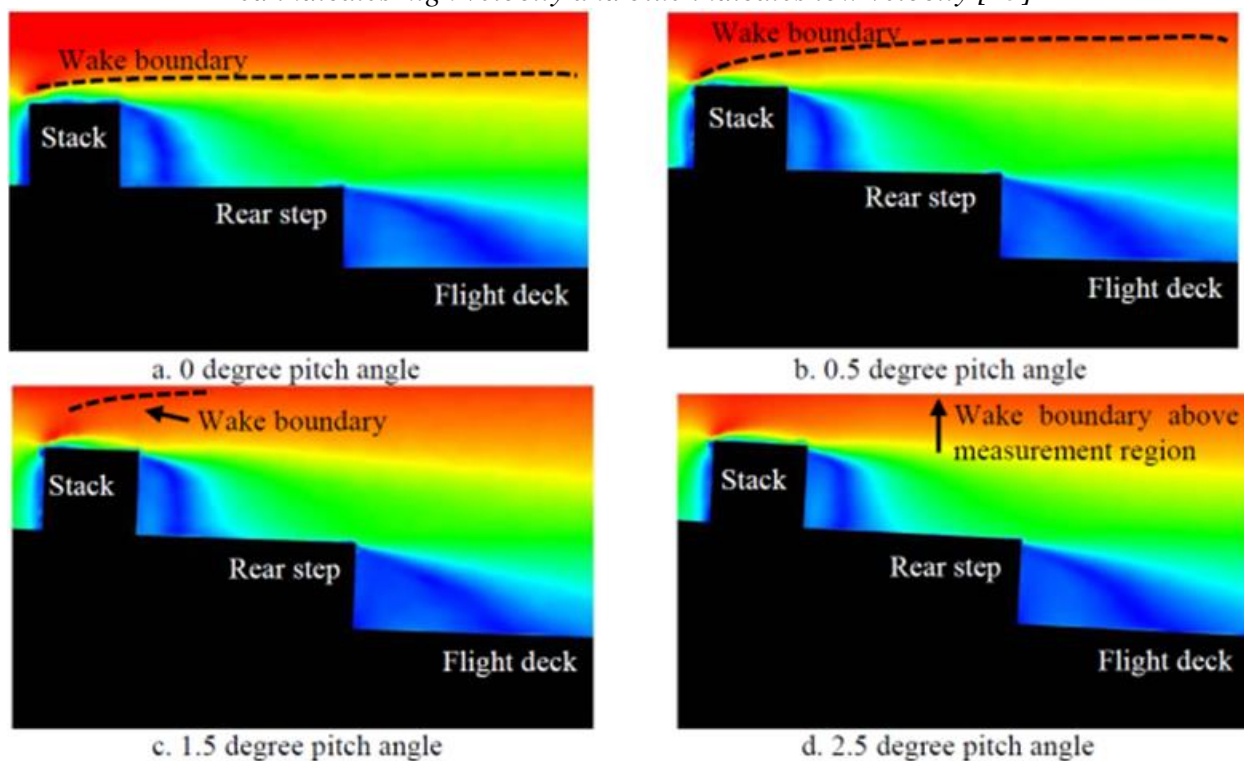 Wake boundary
Stack
Rear step
Flight deck
a. 0 degree pitch angle
Wake boundary
Stack
Rear step
Flight deck
b. 0.5 degree pitch angle
Wake boundary
Stack
Rear step
Flight deck
c. 1.5 degree pitch angle
Wake boundary above
measurement region
Stack
Rear step
Flight deck
d. 2.5 degree pitch angle